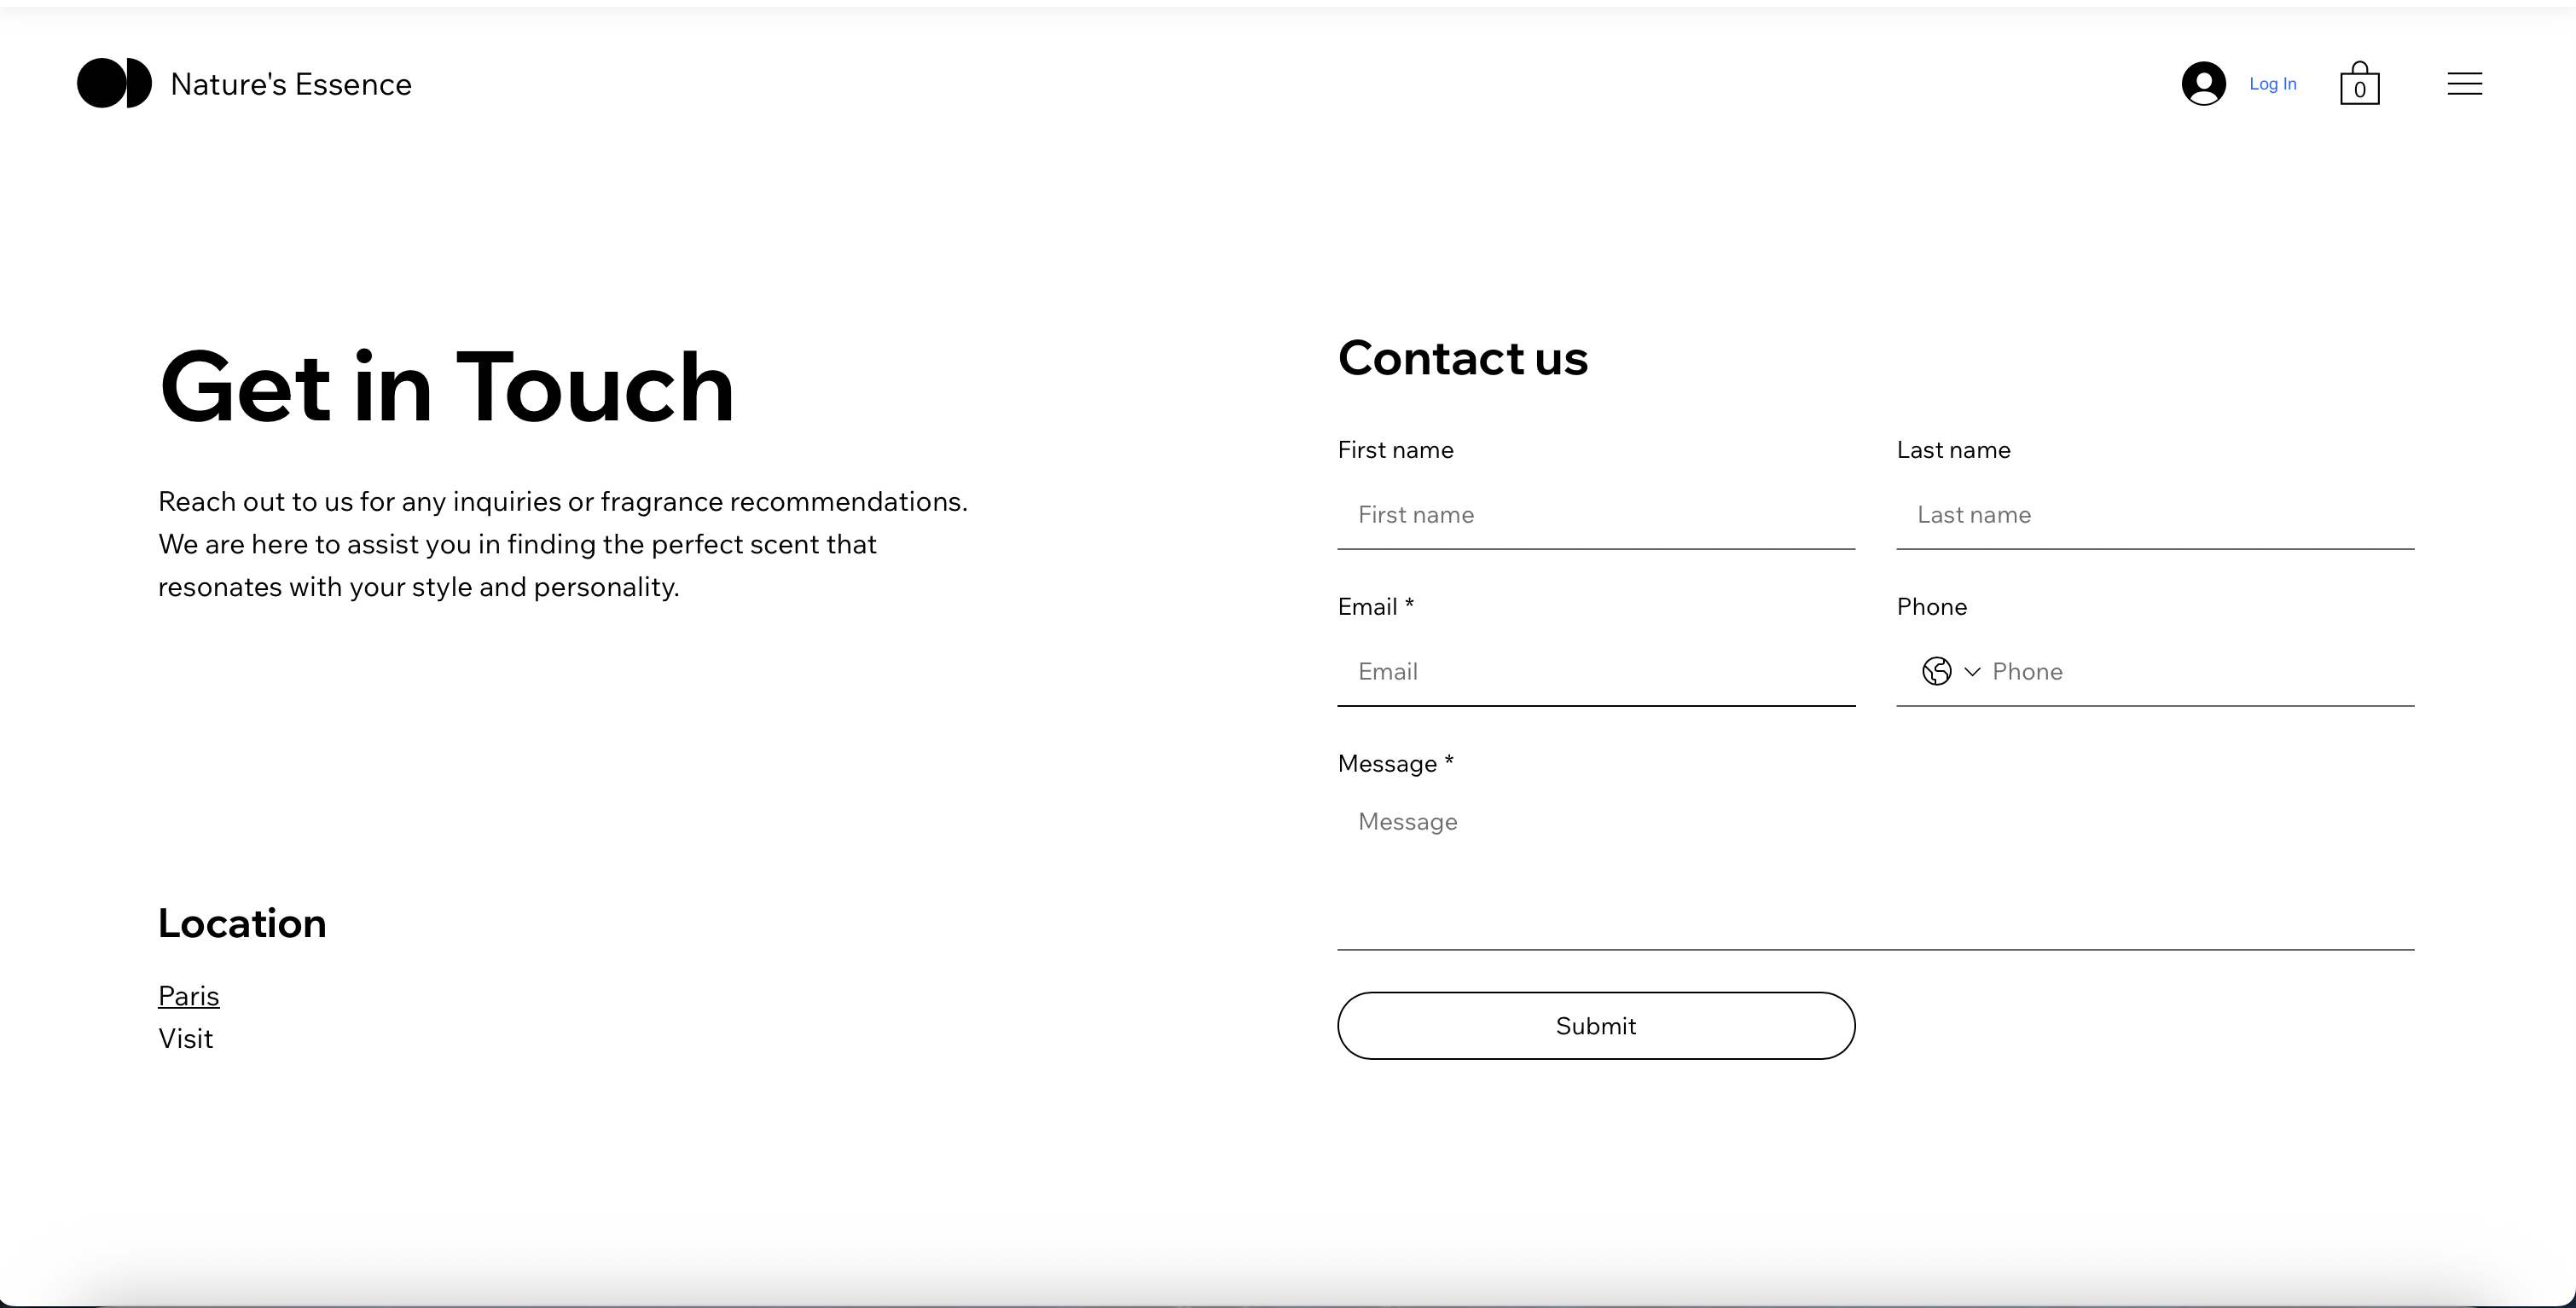 Nature's Essence
Log In
0
Get in Touch
Reach out to us for any inquiries or fragrance recommendations.
We are here to assist you in finding the perfect scent that
resonates with your style and personality.
Location
Paris
Visit
Contact us
First name
Last name
First name
Last name
Email *
Phone
Email
Phone
Message *
Message
Submit